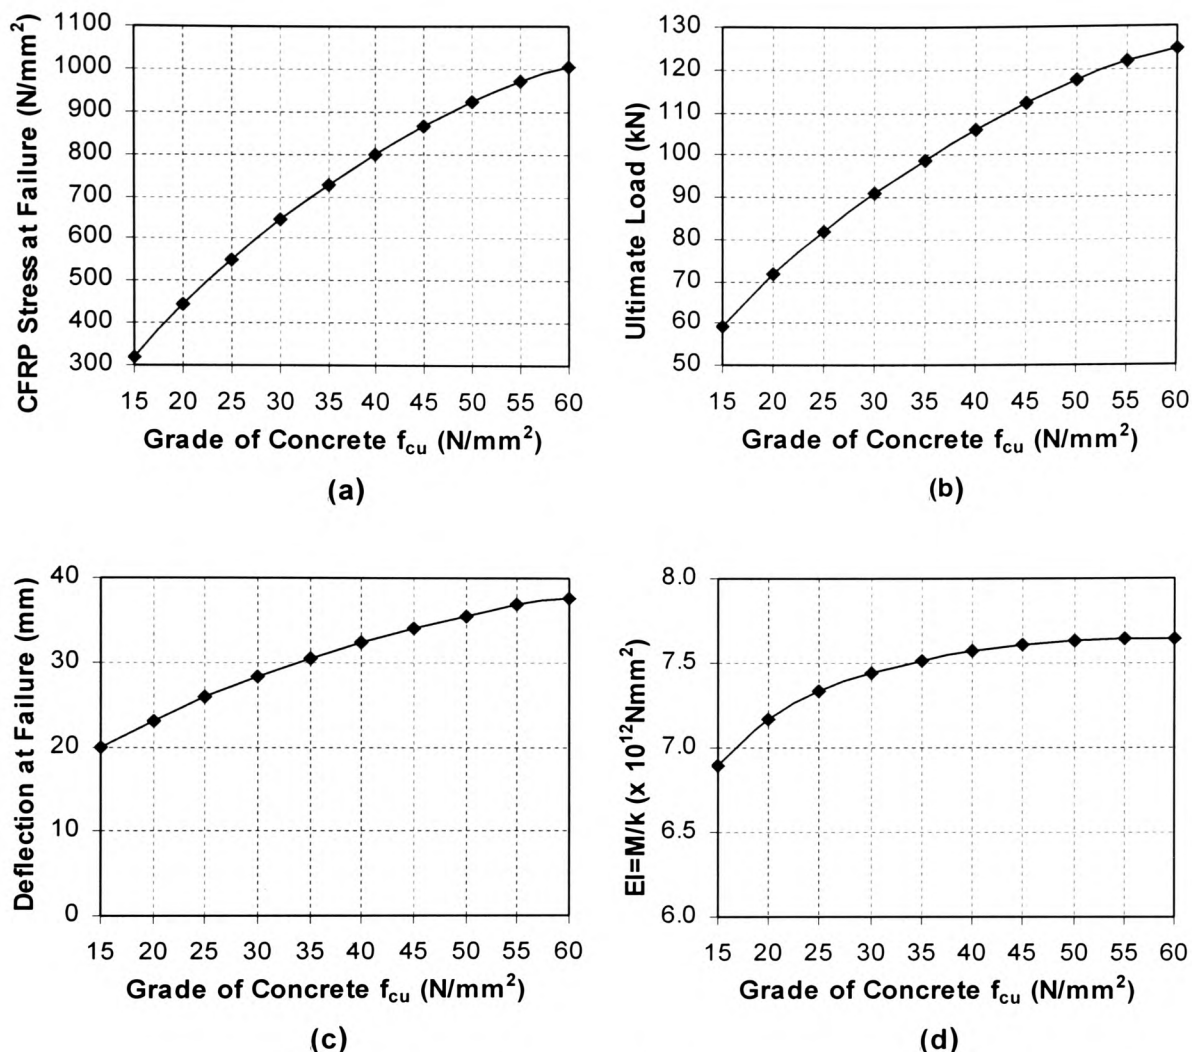 CFRP Stress at Failure (N/mm²)
1100
1000
900
800
700
600
500
400
300
15 20 25 30 35 40 45 50 55 60
Grade of Concrete fcu (N/mm²)
(a)
Ultimate Load (kN)
130
120
110
100
90
80
70
60
50
15 20 25 30 35 40 45 50 55 60
Grade of Concrete fcu (N/mm²)
(b)
Deflection at Failure (mm)
40
30
20
10
0
15 20 25 30 35 40 45 50 55 60
Grade of Concrete fcu (N/mm²)
(c)
EI=M/k (x 10¹²Nmm²)
8.0
7.5
7.0
6.5
6.0
15 20 25 30 35 40 45 50 55 60
Grade of Concrete fcu (N/mm²)
(d)